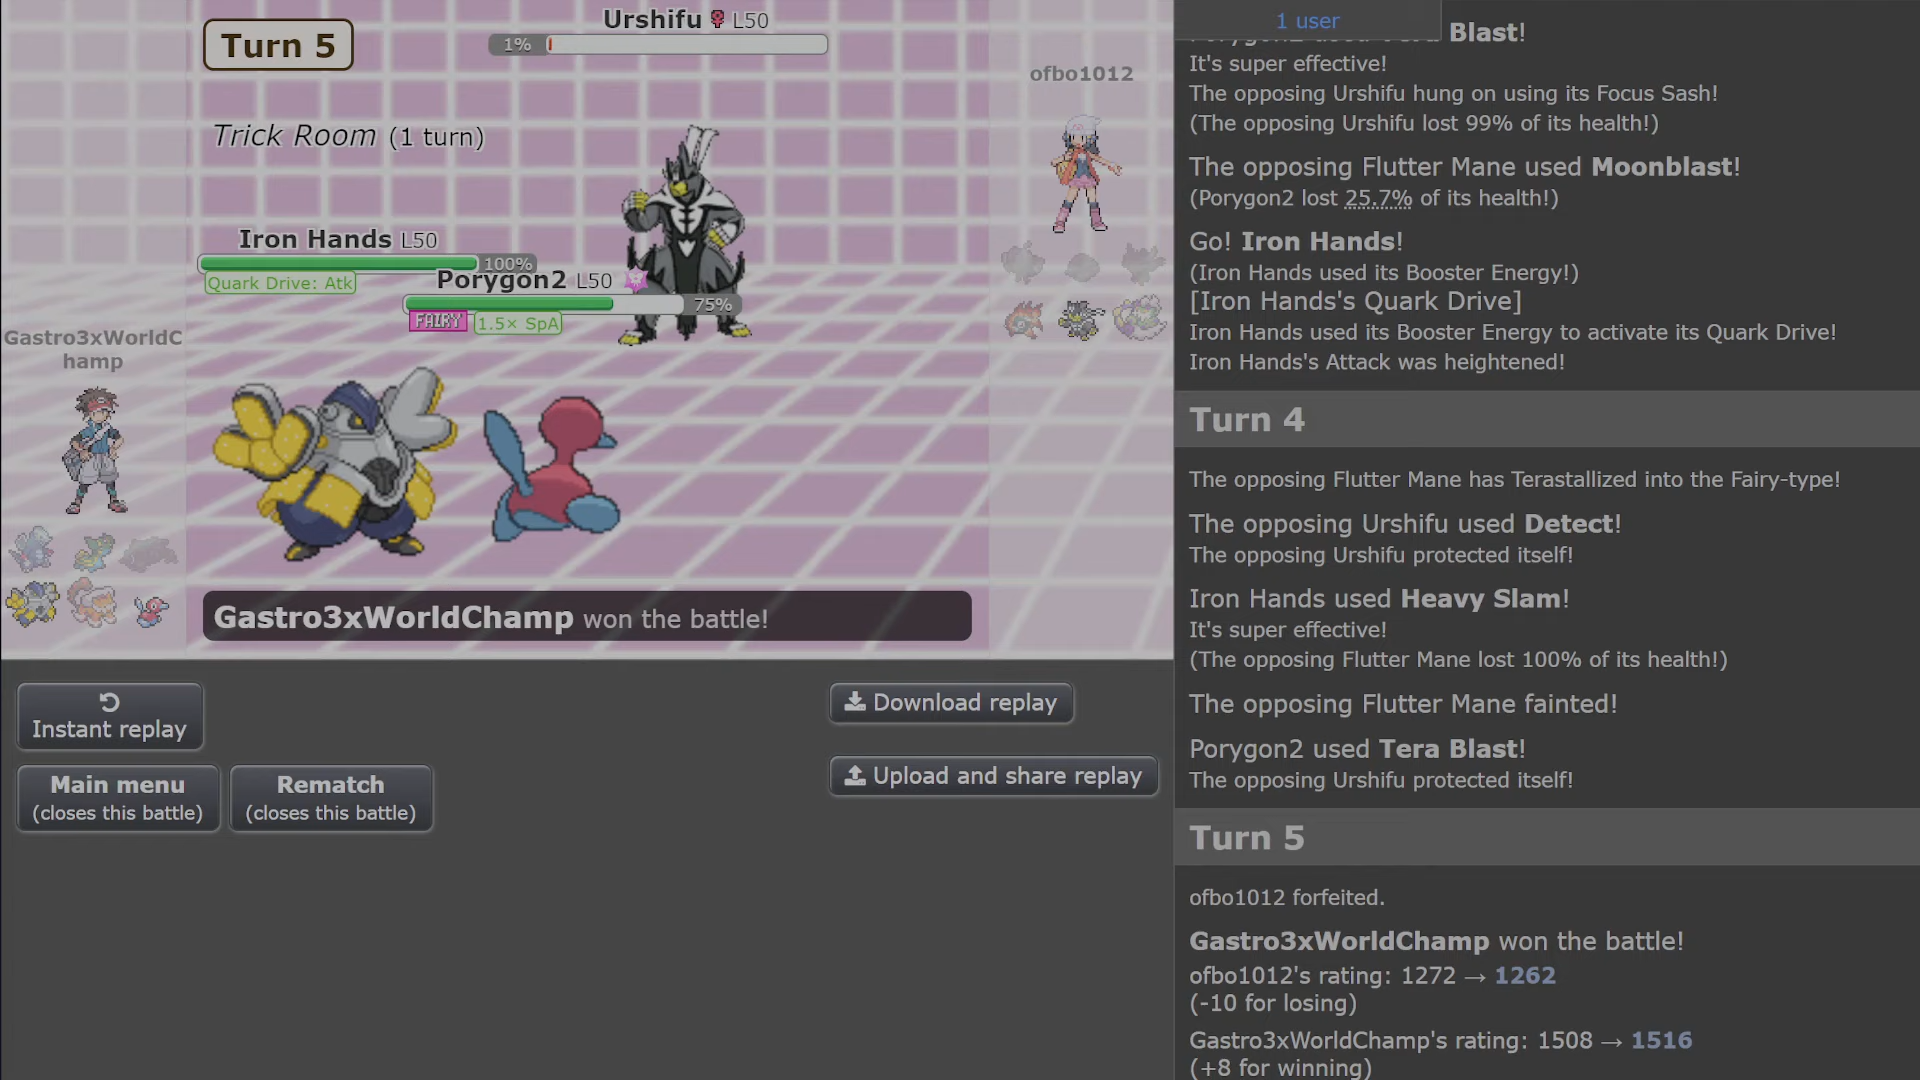 Turn 5
Urshifu L50
1%
ofbo1012
Trick Room (1 turn)
Iron Hands L50
100%
Quark Drive: Atk
Porygon2 L50
75%
FAIRY 1.5× SpA
Gastro3xWorldC
hamp
Gastro3xWorldChamp won the battle!
Instant replay
Download replay
Upload and share replay
Main menu
(closes this battle)
Rematch
(closes this battle)
1 user
Blast!
It's super effective!
The opposing Urshifu hung on using its Focus Sash!
(The opposing Urshifu lost 99% of its health!)
The opposing Flutter Mane used Moonblast!
(Porygon2 lost 25.7% of its health!)
Go! Iron Hands!
(Iron Hands used its Booster Energy!)
[Iron Hands's Quark Drive]
Iron Hands used its Booster Energy to activate its Quark Drive!
Iron Hands's Attack was heightened!
Turn 4
The opposing Flutter Mane has Terastallized into the Fairy-type!
The opposing Urshifu used Detect!
The opposing Urshifu protected itself!
Iron Hands used Heavy Slam!
It's super effective!
(The opposing Flutter Mane lost 100% of its health!)
The opposing Flutter Mane fainted!
Porygon2 used Tera Blast!
The opposing Urshifu protected itself!
Turn 5
ofbo1012 forfeited.
Gastro3xWorldChamp won the battle!
ofbo1012's rating: 1272 → 1262
(-10 for losing)
Gastro3xWorldChamp's rating: 1508 → 1516
(+8 for winning)